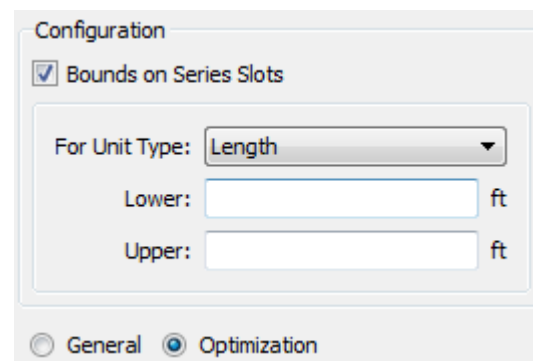 Configuration
Bounds on Series Slots
For Unit Type: Length
Lower: ft
Upper: ft
General Optimization